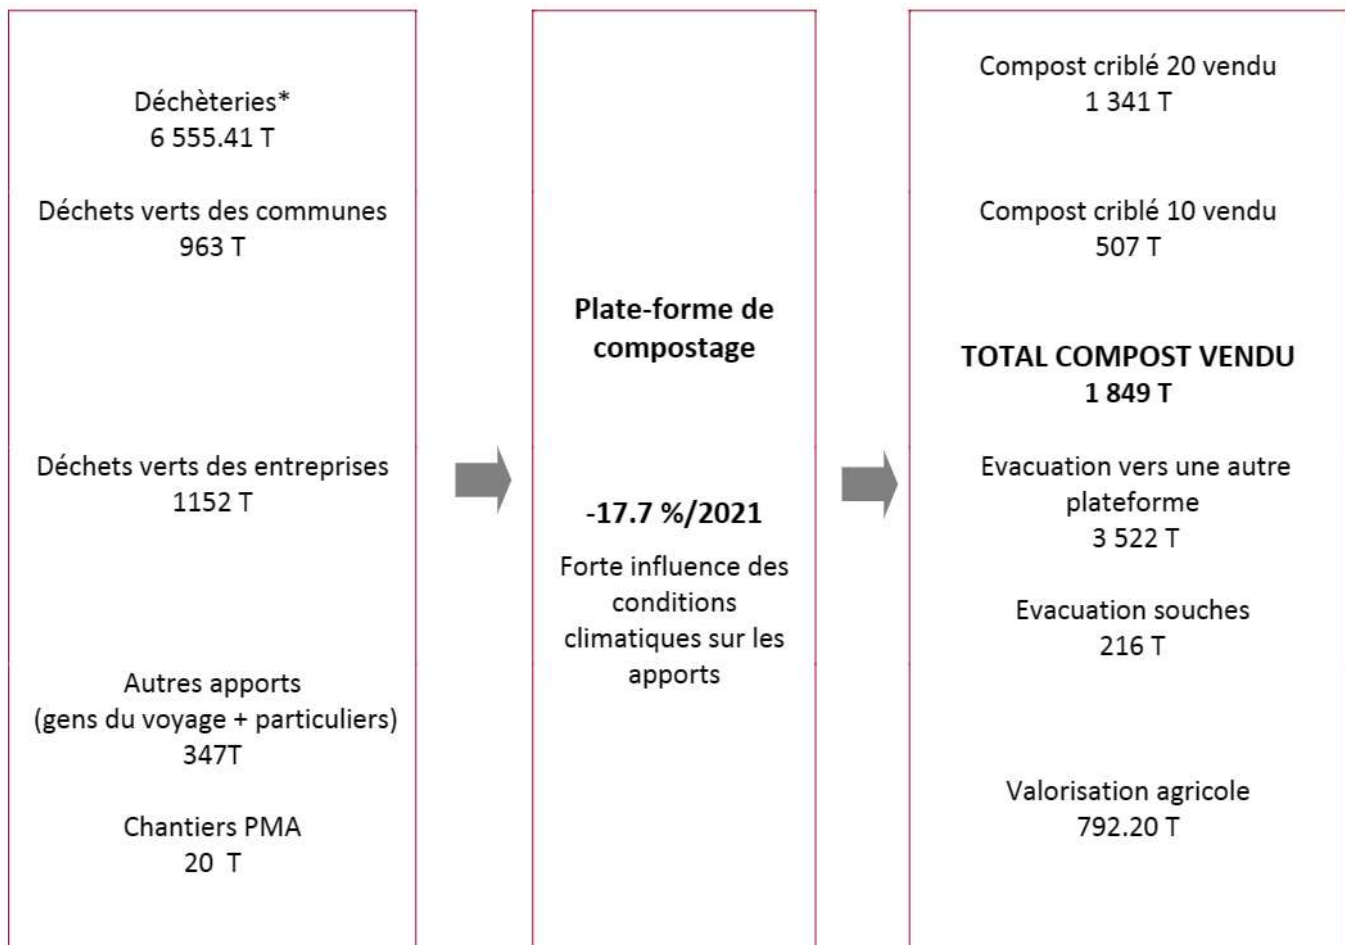 Déchèteries*
6 555.41 T
Déchets verts des communes
963 T
Déchets verts des entreprises
1152 T
Autres apports
(gens du voyage + particuliers)
347T
Chantiers PMA
20 T
Plate-forme de
compostage
-17.7 %/2021
Forte influence des
conditions
climatiques sur les
apports
Compost criblé 20 vendu
1 341 T
Compost criblé 10 vendu
507 T
TOTAL COMPOST VENDU
1 849 T
Evacuation vers une autre
plateforme
3 522 T
Evacuation souches
216 T
Valorisation agricole
792.20 T